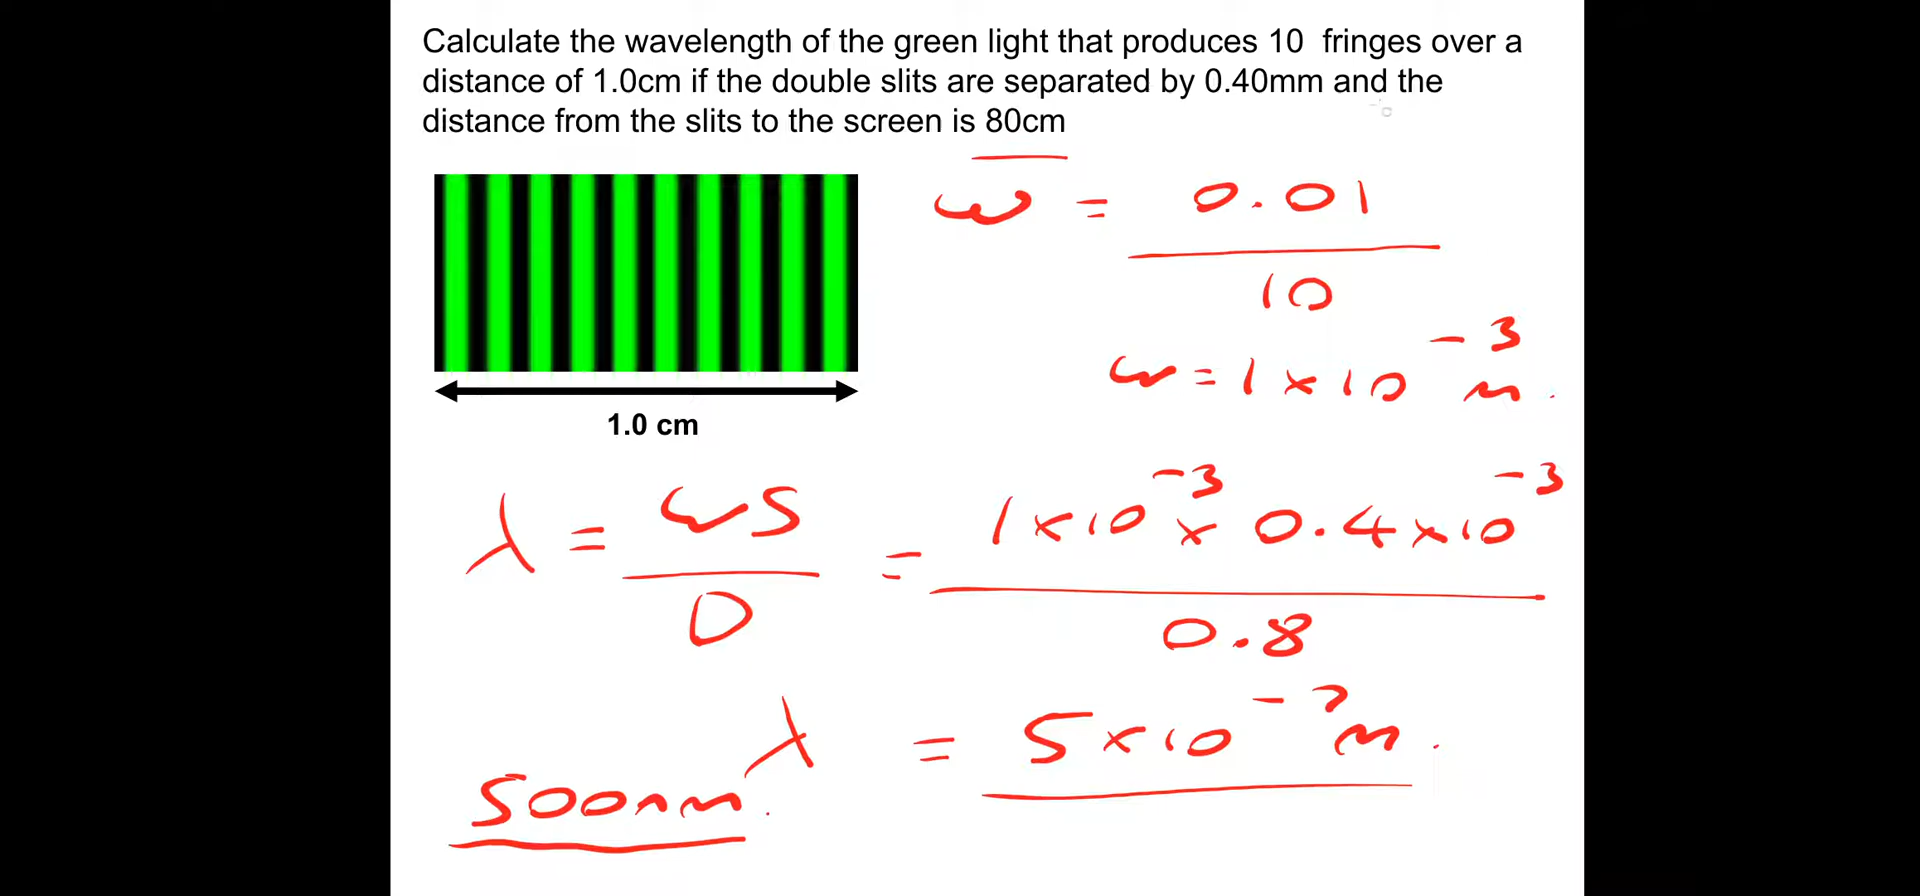 Calculate the wavelength of the green light that produces 10 fringes over a
distance of 1.0cm if the double slits are separated by 0.40mm and the
distance from the slits to the screen is 80cm
ω = 0.01 / 10
ω = 1 × 10⁻³ m.
1.0 cm
λ = ωs / D = 1×10⁻³ × 0.4×10⁻³ / 0.8
λ = 5×10⁻⁷ m.
500nm.